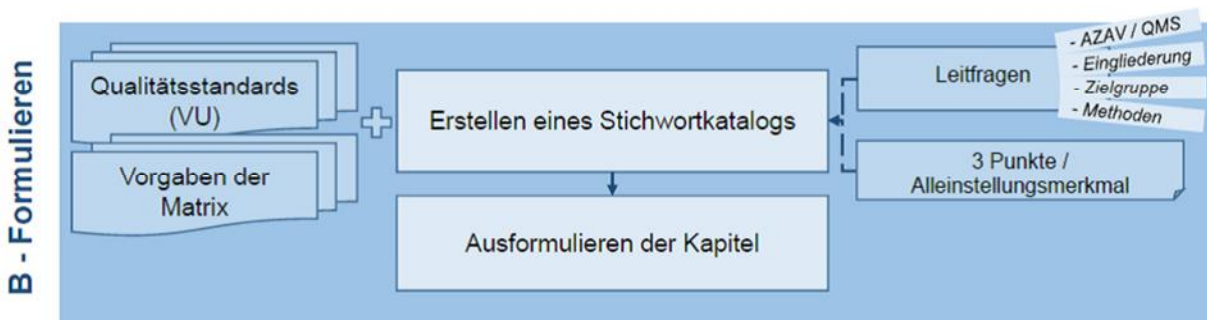 B - Formulieren
Qualitätsstandards
(VU)
Vorgaben der
Matrix
Erstellen eines Stichwortkatalogs
Ausformulieren der Kapitel
Leitfragen
- AZAV / QMS
- Eingliederung
- Zielgruppe
- Methoden
3 Punkte /
Alleinstellungsmerkmal